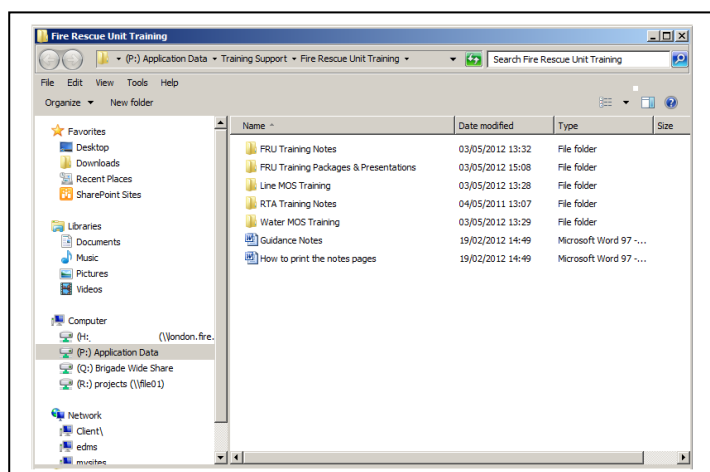 Fire Rescue Unit Training
(P:) Application Data Training Support Fire Rescue Unit Training
Search Fire Rescue Unit Training
File Edit View Tools Help
Organize New folder
Favorites
Desktop
Downloads
Recent Places
SharePoint Sites
Libraries
Documents
Music
Pictures
Videos
Computer
(H: (\\london.fire.
(P:) Application Data
(Q:) Brigade Wide Share
(R:) projects (\\file01)
Network
Client\
edms
mysites
Name Date modified Type Size
FRU Training Notes 03/05/2012 13:32 File folder
FRU Training Packages & Presentations 03/05/2012 15:08 File folder
Line MOS Training 03/05/2012 13:28 File folder
RTA Training Notes 04/05/2011 13:07 File folder
Water MOS Training 03/05/2012 13:29 File folder
Guidance Notes 19/02/2012 14:49 Microsoft Word 97 -...
How to print the notes pages 19/02/2012 14:49 Microsoft Word 97 -...